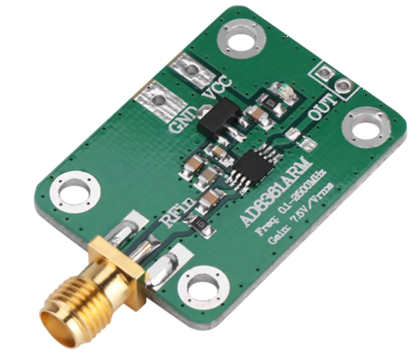 VCC
GND
OUT
RFin
AD8361ARM
Freq: 0.1-2500MHz
Gain: 7.5V/Vrms